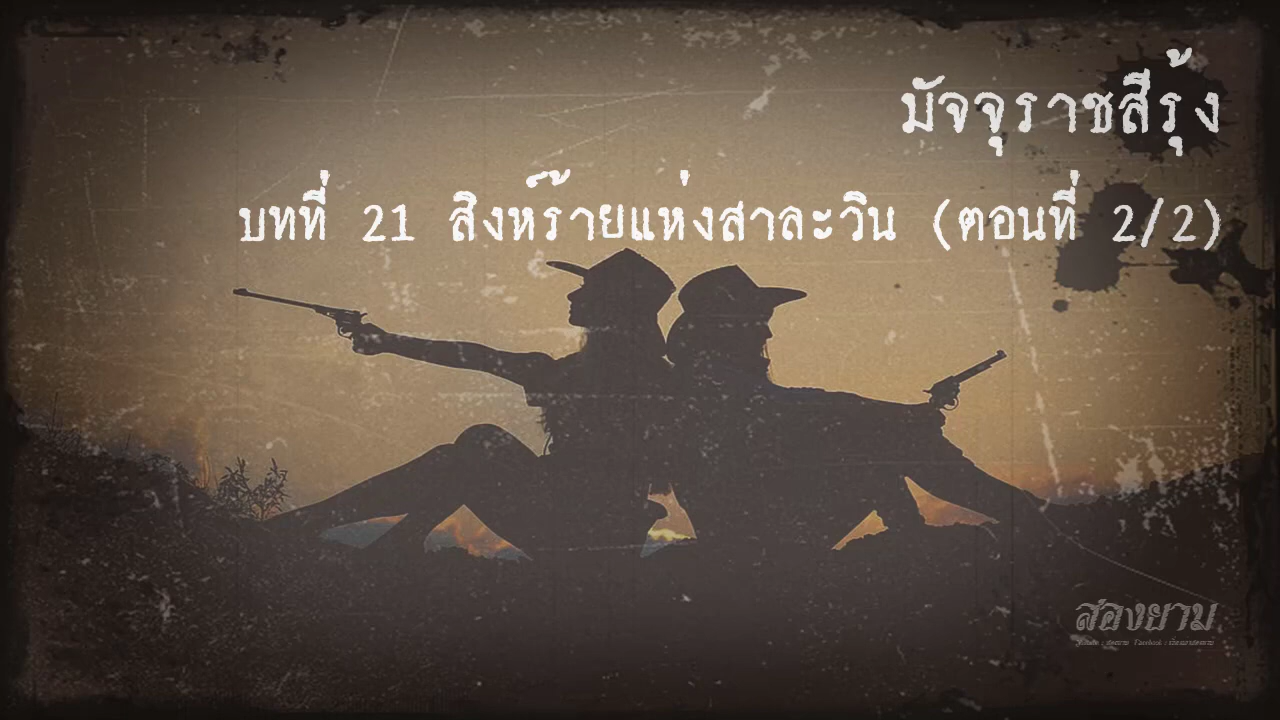 มัจจุราชสีรุ้ง
บทที่ 21 สิงหร้ายแห่งสาละวิน (ตอนที่ 2/2)
สองยาม